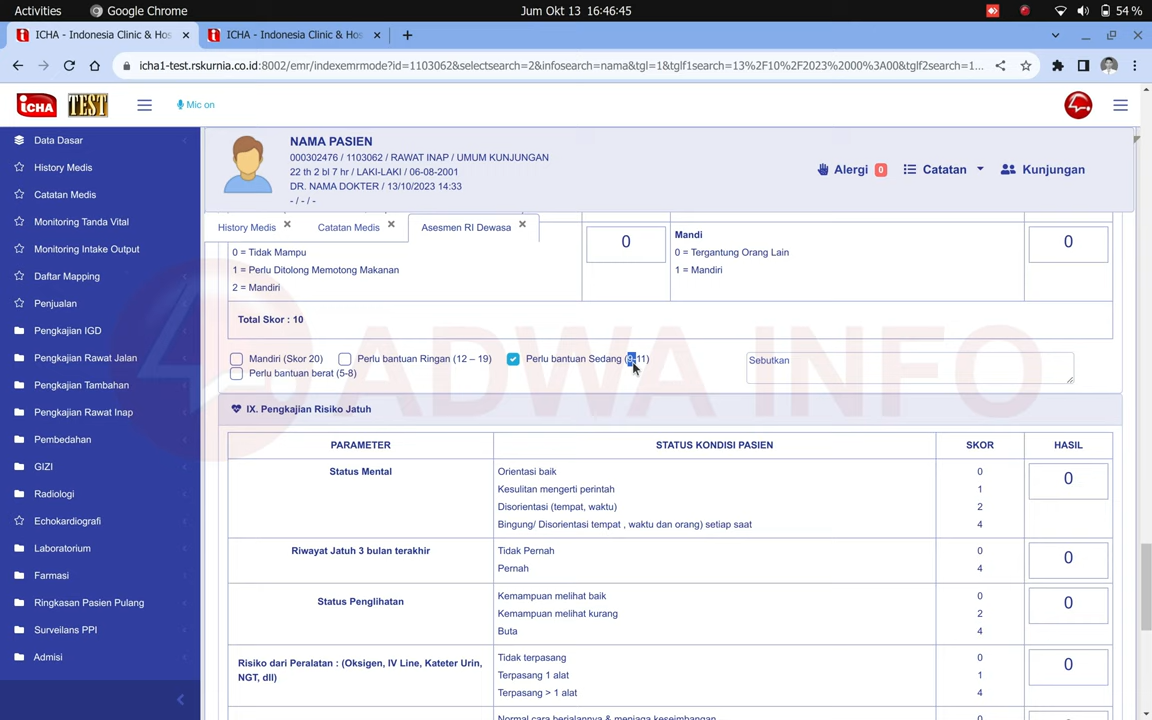 Activities
Google Chrome
Jum Okt 13 16:46:45
54 %
ICHA - Indonesia Clinic & Hos
ICHA - Indonesia Clinic & Hos
icha1-test.rskurnia.co.id:8002/emr/indexemrmode?id=1103062&selectsearch=2&infosearch=nama&tgl=1&tglf1search=13%2F10%2F2023%2000%3A00&tglf2search=1...
iCHA TEST
Mic on
Data Dasar
History Medis
Catatan Medis
Monitoring Tanda Vital
Monitoring Intake Output
Daftar Mapping
Penjualan
Pengkajian IGD
Pengkajian Rawat Jalan
Pengkajian Tambahan
Pengkajian Rawat Inap
Pembedahan
GIZI
Radiologi
Echokardiografi
Laboratorium
Farmasi
Ringkasan Pasien Pulang
Surveilans PPI
Admisi
NAMA PASIEN
000302476 / 1103062 / RAWAT INAP / UMUM KUNJUNGAN
22 th 2 bl 7 hr / LAKI-LAKI / 06-08-2001
DR. NAMA DOKTER / 13/10/2023 14:33
- / - / -
Alergi 0
Catatan
Kunjungan
History Medis
Catatan Medis
Asesmen RI Dewasa
0 = Tidak Mampu
1 = Perlu Ditolong Memotong Makanan
2 = Mandiri
0
Mandi
0 = Tergantung Orang Lain
1 = Mandiri
0
Total Skor : 10
Mandiri (Skor 20)
Perlu bantuan Ringan (12 – 19)
Perlu bantuan Sedang (9-11)
Perlu bantuan berat (5-8)
Sebutkan
ADWA INFO
IX. Pengkajian Risiko Jatuh
PARAMETER STATUS KONDISI PASIEN SKOR HASIL
Status Mental
Orientasi baik 0
Kesulitan mengerti perintah 1
Disorientasi (tempat, waktu) 2
Bingung/ Disorientasi tempat , waktu dan orang) setiap saat 4
0
Riwayat Jatuh 3 bulan terakhir
Tidak Pernah 0
Pernah 4
0
Status Penglihatan
Kemampuan melihat baik 0
Kemampuan melihat kurang 2
Buta 4
0
Risiko dari Peralatan : (Oksigen, IV Line, Kateter Urin,
NGT, dll)
Tidak terpasang 0
Terpasang 1 alat 1
Terpasang > 1 alat 4
0
Normal cara berjalannya & menjaga keseimbangan